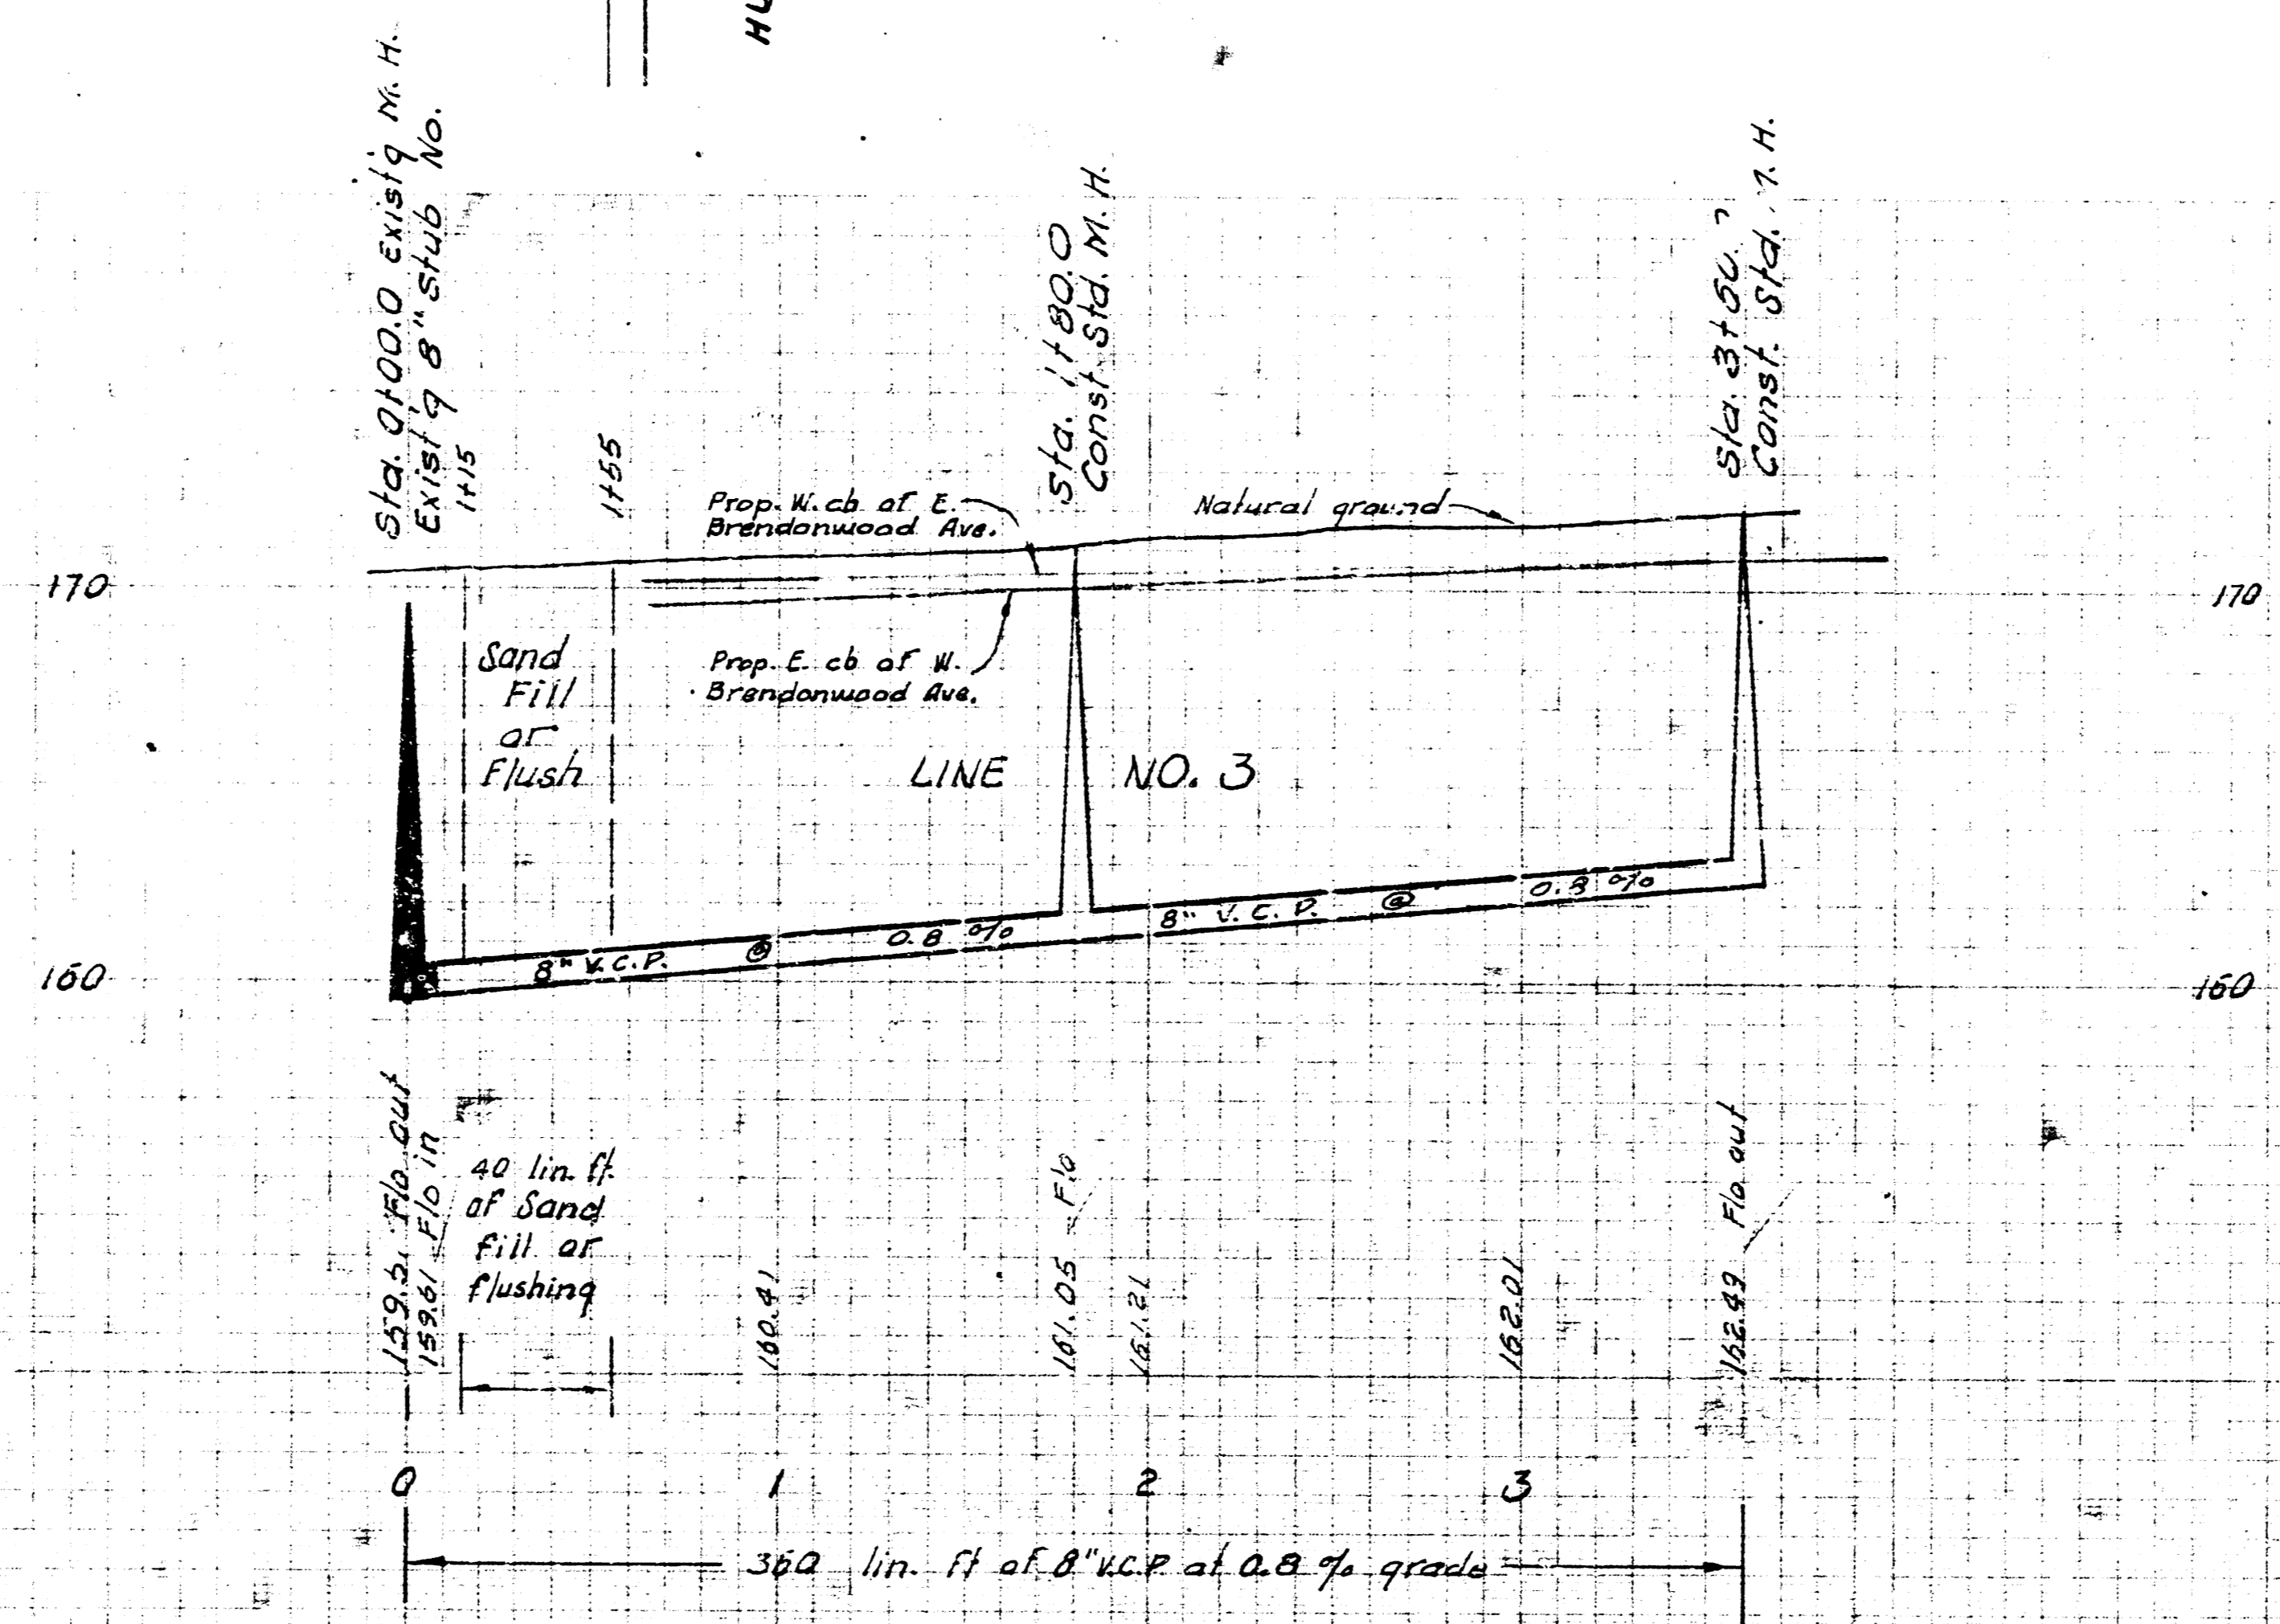 HU
Sta. 0+00.0 Exist'g M. H.
Exist'g 8" stub No.
1+15
1+55
Sta. 1+80.0
Const. Std. M. H.
Sta.
Const. Std. H.
Prop. W. cb of E.
Brendonwood Ave.
Natural ground
170
170
Sand
Fill
or
Flush
Prop. E. cb of W.
Brendonwood Ave.
LINE NO. 3
8" V. C. P. @ 0.8 %
8" V. C. P. @ 0.8 %
160
160
Flo out
159.61 Flo in
40 lin. ft.
of Sand
fill or
flushing
160.41
161.05 Flo
161.21
162.01
162.49 Flo out
0 1 2 3
360 lin. ft of 8" V.C.P. at 0.8 % grade